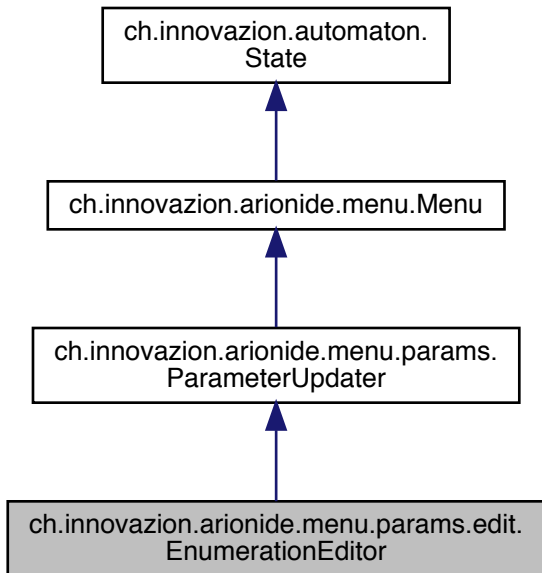 ch.innovazion.automaton.
State
ch.innovazion.arionide.menu.Menu
ch.innovazion.arionide.menu.params.
ParameterUpdater
ch.innovazion.arionide.menu.params.edit.
EnumerationEditor